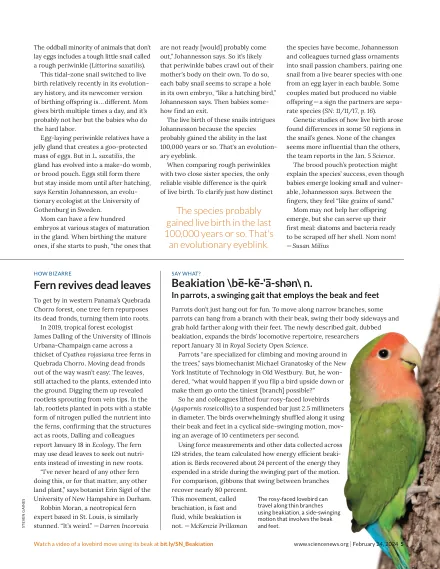 The oddball minority of animals that don't
lay eggs includes a tough little snail called
a rough periwinkle (Littorina saxatilis).
This tidal-zone snail switched to live
birth relatively recently in its evolution-
ary history, and its newcomer version
of birthing offspring is... different. Mom
gives birth multiple times a day, and it's
probably not her but the babies who do
the hard labor.
Egg-laying periwinkle relatives have a
jelly gland that creates a goo-protected
mass of eggs. But in L. saxatilis, the
gland has evolved into a make-do womb,
or brood pouch. Eggs still form there
but stay inside mom until after hatching,
says Kerstin Johannesson, an evolu-
tionary ecologist at the University of
Gothenburg in Sweden.
Mom can have a few hundred
embryos at various stages of maturation
in the gland. When birthing the mature
ones, if she starts to push, "the ones that
are not ready [would] probably come
out," Johannesson says. So it's likely
that periwinkle babies crawl out of their
mother's body on their own. To do so,
each baby snail seems to scrape a hole
in its own embryo, "like a hatching bird,"
Johannesson says. Then babies some-
how find an exit.
The live birth of these snails intrigues
Johannesson because the species
probably gained the ability in the last
100,000 years or so. That's an evolution-
ary eyeblink.
When comparing rough periwinkles
with two close sister species, the only
reliable visible difference is the quirk
of live birth. To clarify just how distinct
The species probably
gained live birth in the last
100,000 years or so. That's
an evolutionary eyeblink.
the species have become, Johannesson
and colleagues turned glass ornaments
into snail passion chambers, pairing one
snail from a live bearer species with one
from an egg layer in each bauble. Some
couples mated but produced no viable
offspring — a sign the partners are sepa-
rate species (SN: 11/11/17, p. 16).
Genetic studies of how live birth arose
found differences in some 50 regions in
the snail's genes. None of the changes
seems more influential than the others,
the team reports in the Jan. 5 Science.
The brood pouch's protection might
explain the species' success, even though
babies emerge looking small and vulner-
able, Johannesson says. Between the
fingers, they feel "like grains of sand."
Mom may not help her offspring
emerge, but she can serve up their
first meal: diatoms and bacteria ready
to be scraped off her shell. Nom nom!
— Susan Milius
HOW BIZARRE
Fern revives dead leaves
To get by in western Panama's Quebrada
Chorro forest, one tree fern repurposes
its dead fronds, turning them into roots.
In 2019, tropical forest ecologist
James Dalling of the University of Illinois
Urbana-Champaign came across a
thicket of Cyathea rojasiana tree ferns in
Quebrada Chorro. Moving dead fronds
out of the way wasn't easy: The leaves,
still attached to the plants, extended into
the ground. Digging them up revealed
rootlets sprouting from vein tips. In the
lab, rootlets planted in pots with a stable
form of nitrogen pulled the nutrient into
the ferns, confirming that the structures
act as roots, Dalling and colleagues
report January 18 in Ecology. The fern
may use dead leaves to seek out nutri-
ents instead of investing in new roots.
"I've never heard of any other fern
doing this, or for that matter, any other
land plant," says botanist Erin Sigel of the
University of New Hampshire in Durham.
Robbin Moran, a neotropical fern
expert based in St. Louis, is similarly
stunned. "It's weird." — Darren Incorvaia
SAY WHAT?
Beakiation \bē-kē-'ā-shən\ n.
In parrots, a swinging gait that employs the beak and feet
Parrots don't just hang out for fun. To move along narrow branches, some
parrots can hang from a branch with their beak, swing their body sideways and
grab hold farther along with their feet. The newly described gait, dubbed
beakiation, expands the birds' locomotive repertoire, researchers
report January 31 in Royal Society Open Science.
Parrots "are specialized for climbing and moving around in
the trees," says biomechanist Michael Granatosky of the New
York Institute of Technology in Old Westbury. But, he won-
dered, "what would happen if you flip a bird upside down or
make them go onto the tiniest [branch] possible?"
So he and colleagues lifted four rosy-faced lovebirds
(Agapornis roseicollis) to a suspended bar just 2.5 millimeters
in diameter. The birds overwhelmingly shuffled along it using
their beak and feet in a cyclical side-swinging motion, mov-
ing an average of 10 centimeters per second.
Using force measurements and other data collected across
129 strides, the team calculated how energy efficient beaki-
ation is. Birds recovered about 24 percent of the energy they
expended in a stride during the swinging part of the motion.
For comparison, gibbons that swing between branches
recover nearly 80 percent.
This movement, called
brachiation, is fast and
fluid, while beakiation is
not. — McKenzie Prillaman
The rosy-faced lovebird can
travel along thin branches
using beakiation, a side-swinging
motion that involves the beak
and feet.
Watch a video of a lovebird move using its beak at bit.ly/SN_Beakiation
www.sciencenews.org | February 24, 2024 5